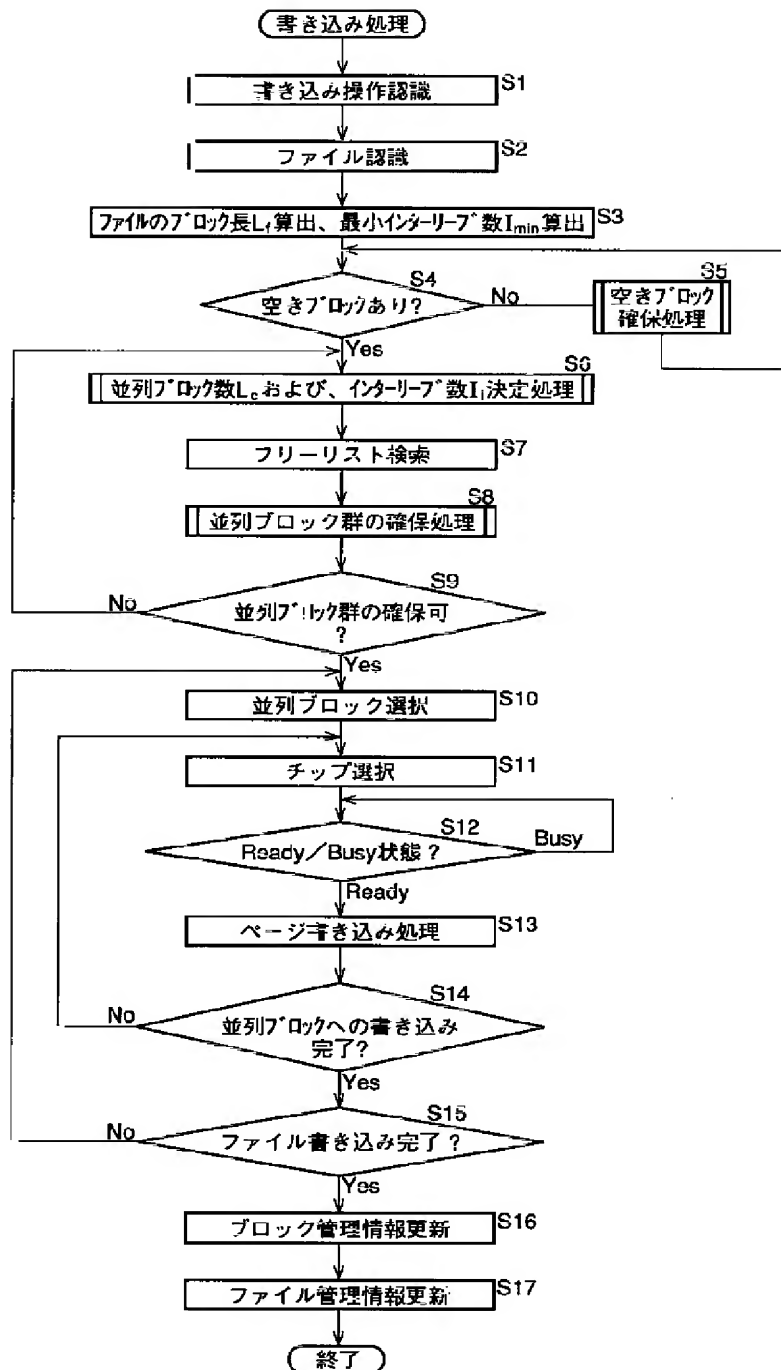 書き込み処理
書き込み操作認識 S1
ファイル認識 S2
ファイルのブロック長Lf算出、最小インターリーブ数Imin算出 S3
S4
空きブロックあり?
No
S5
空きブロック
確保処理
Yes
S6
並列ブロック数Lcおよび、インターリーブ数Ii決定処理
フリーリスト検索 S7
S8
並列ブロック群の確保処理
S9
並列ブロック群の確保可
?
No
Yes
並列ブロック選択 S10
チップ選択 S11
S12
Ready/Busy状態?
Busy
Ready
ページ書き込み処理 S13
S14
並列ブロックへの書き込み
完了?
No
Yes
S15
ファイル書き込み完了?
No
Yes
ブロック管理情報更新 S16
ファイル管理情報更新 S17
終了